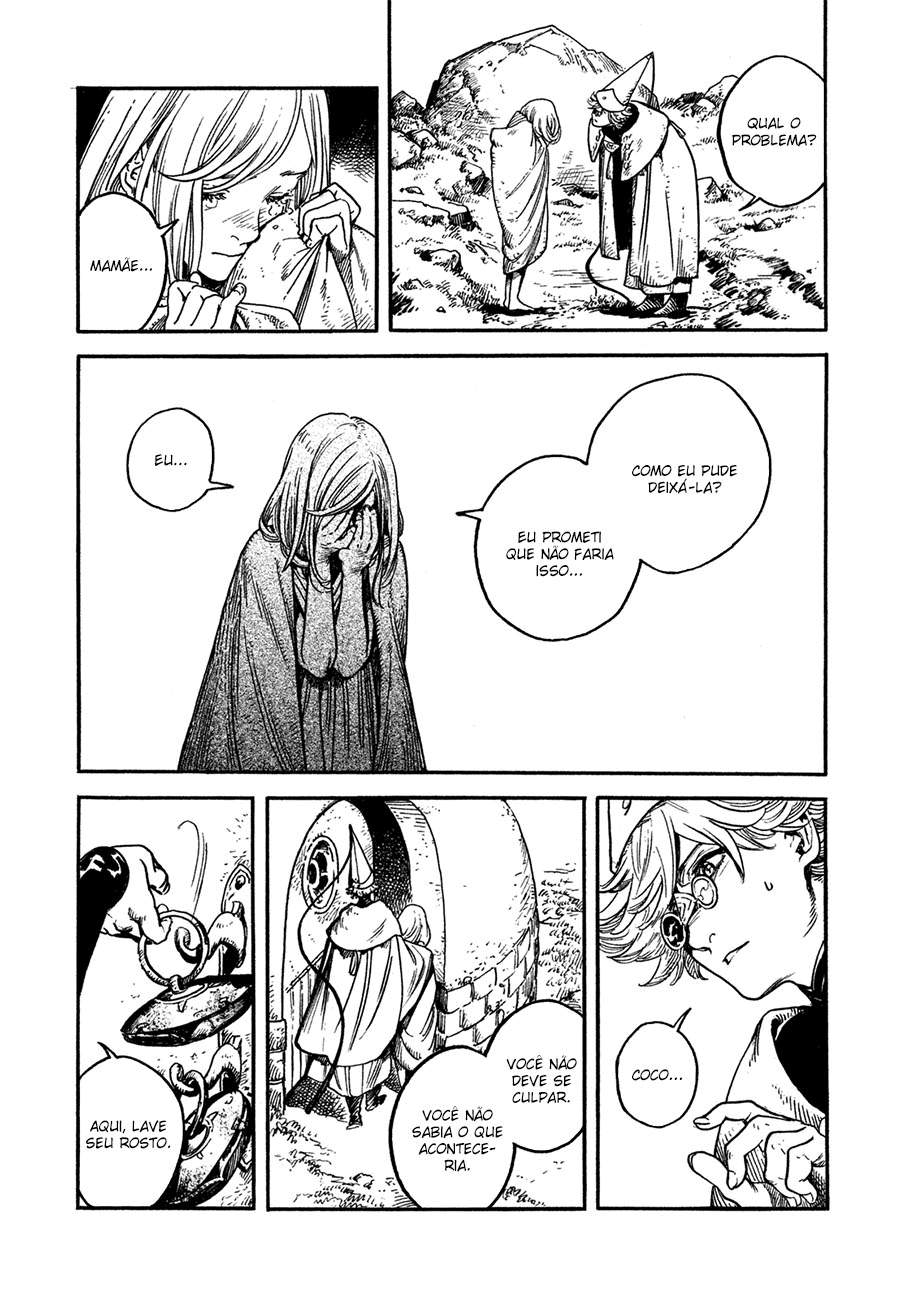 QUAL O
PROBLEMA?
MAMÃE...
COMO EU PUDE
DEIXÁ-LA?
EU PROMETI
QUE NÃO FARIA
ISSO...
EU...
COCO...
VOCÊ NÃO
DEVE SE
CULPAR.
VOCÊ NÃO
SABIA O QUE
ACONTECE-
RIA.
AQUI, LAVE
SEU ROSTO.